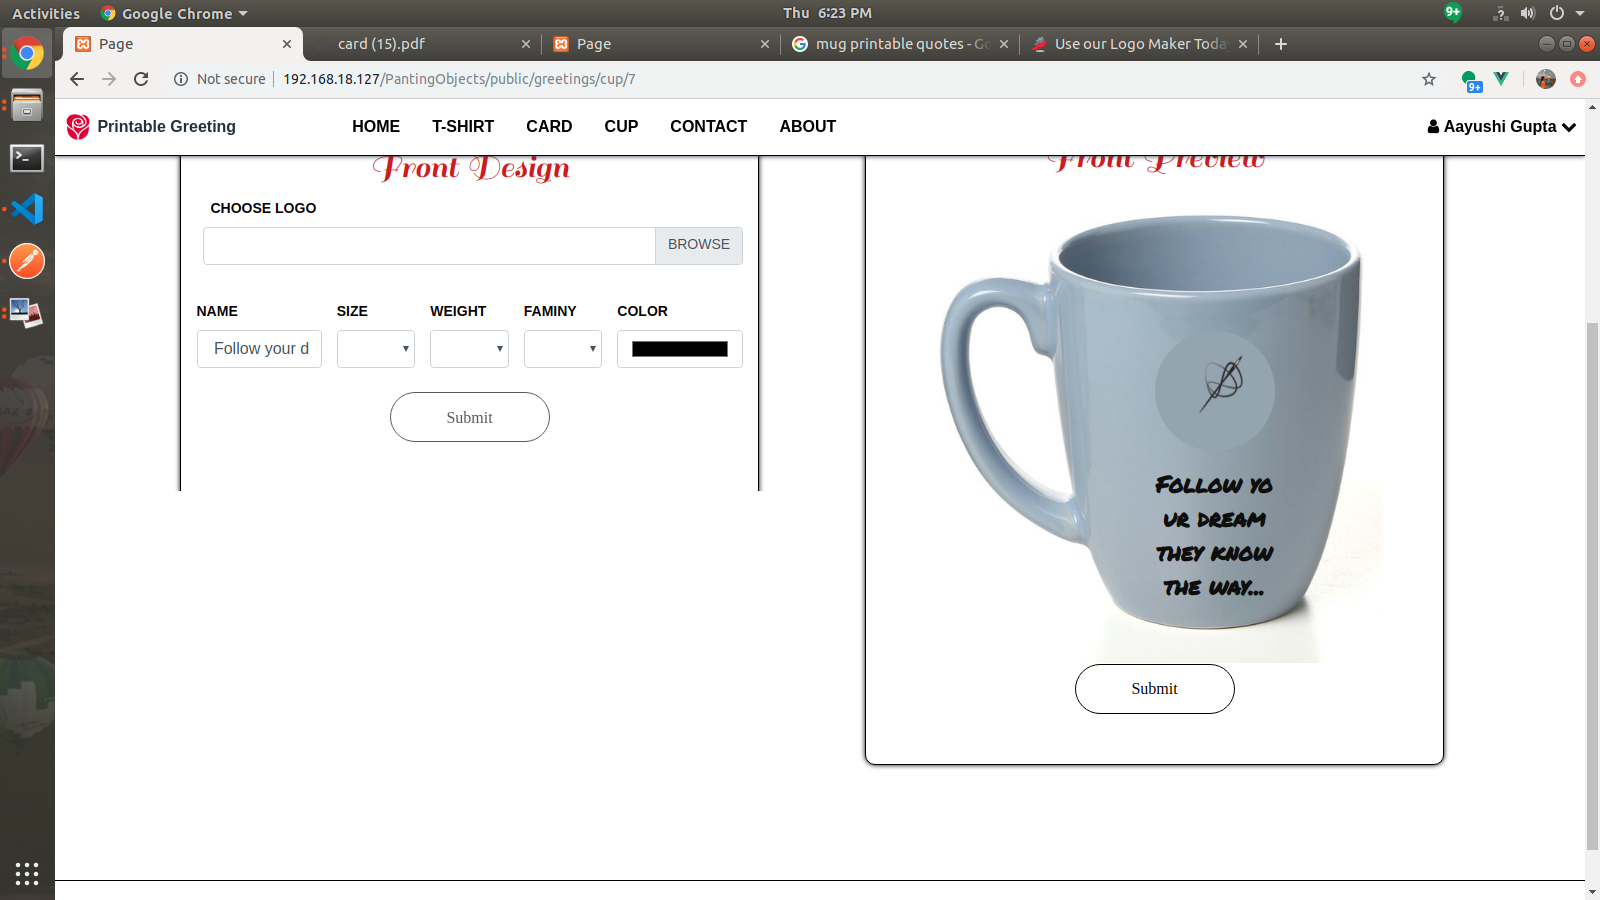 Activities Google Chrome Thu 6:23 PM 9+
Page card (15).pdf Page mug printable quotes - Go Use our Logo Maker Toda
Not secure 192.168.18.127/PantingObjects/public/greetings/cup/7 9+
Printable Greeting HOME T-SHIRT CARD CUP CONTACT ABOUT Aayushi Gupta
Front Design
CHOOSE LOGO
BROWSE
NAME SIZE WEIGHT FAMINY COLOR
Follow your d
Submit
Front Preview
Follow yo
ur dream
they know
the way...
Submit